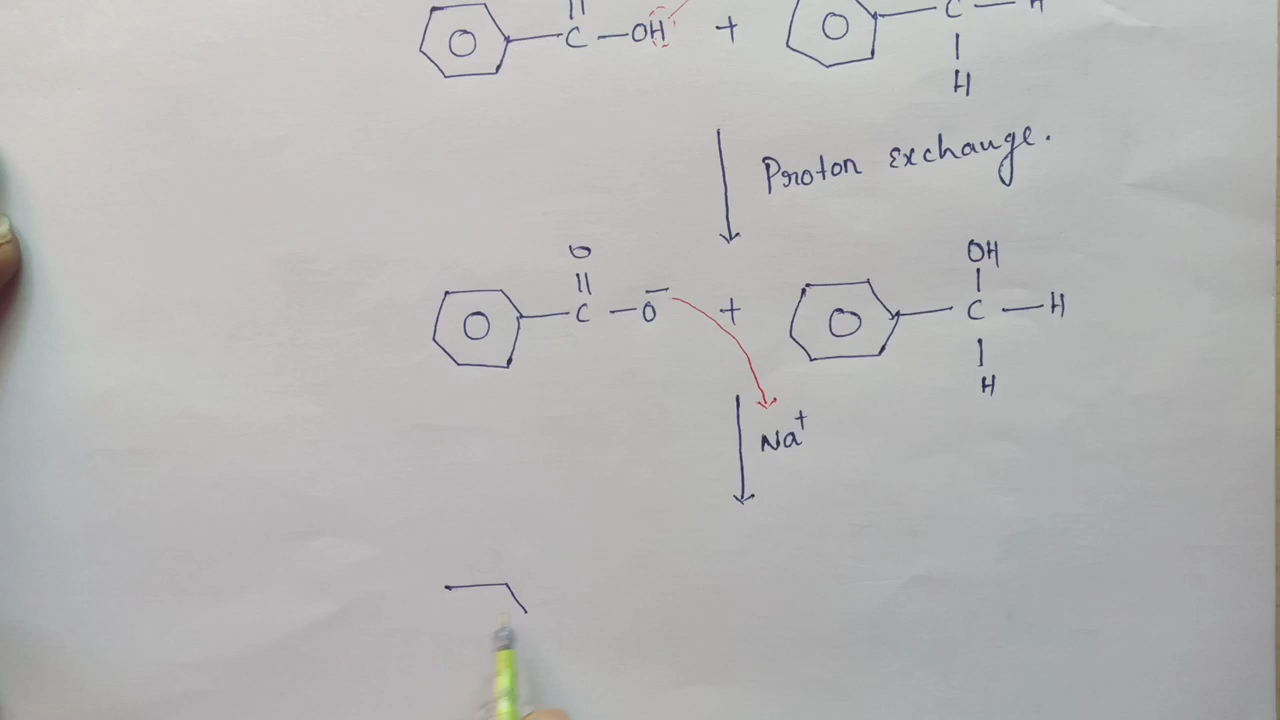 C — OH + C — H
H
Proton exchange.
O OH
C — O⁻ + C — H
H
Na⁺